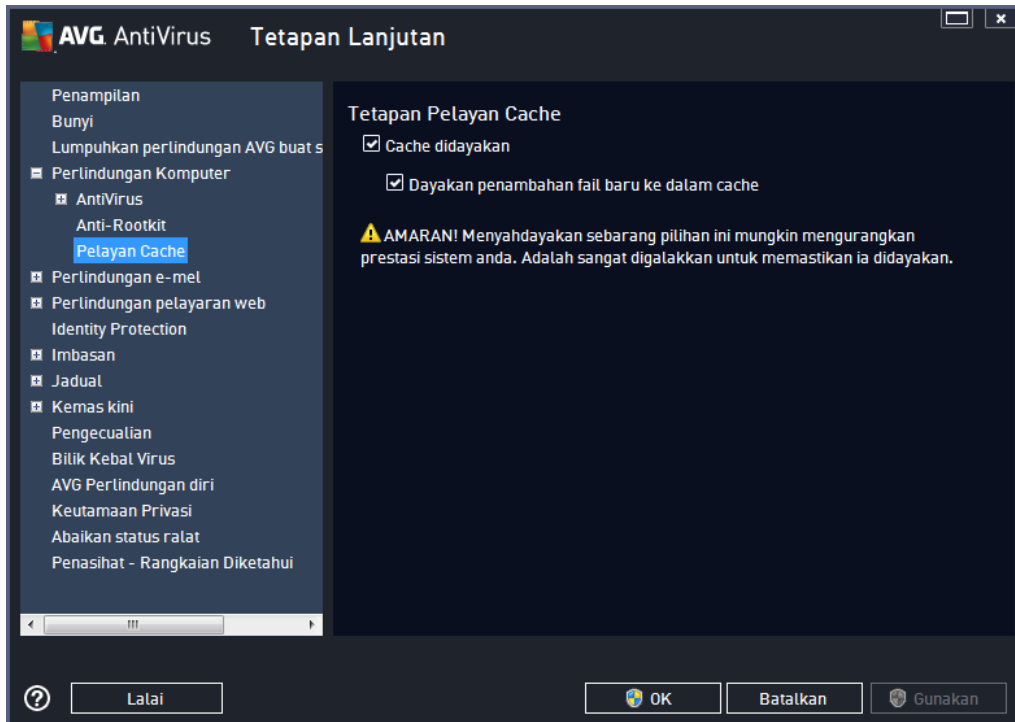 AVG AntiVirus Tetapan Lanjutan
Penampilan
Bunyi
Lumpuhkan perlindungan AVG buat s
Perlindungan Komputer
AntiVirus
Anti-Rootkit
Pelayan Cache
Perlindungan e-mel
Perlindungan pelayaran web
Identity Protection
Imbasan
Jadual
Kemas kini
Pengecualian
Bilik Kebal Virus
AVG Perlindungan diri
Keutamaan Privasi
Abaikan status ralat
Penasihat - Rangkaian Diketahui
Tetapan Pelayan Cache
Cache didayakan
Dayakan penambahan fail baru ke dalam cache
AMARAN! Menyahdayakan sebarang pilihan ini mungkin mengurangkan
prestasi sistem anda. Adalah sangat digalakkan untuk memastikan ia didayakan.
Lalai
OK
Batalkan
Gunakan